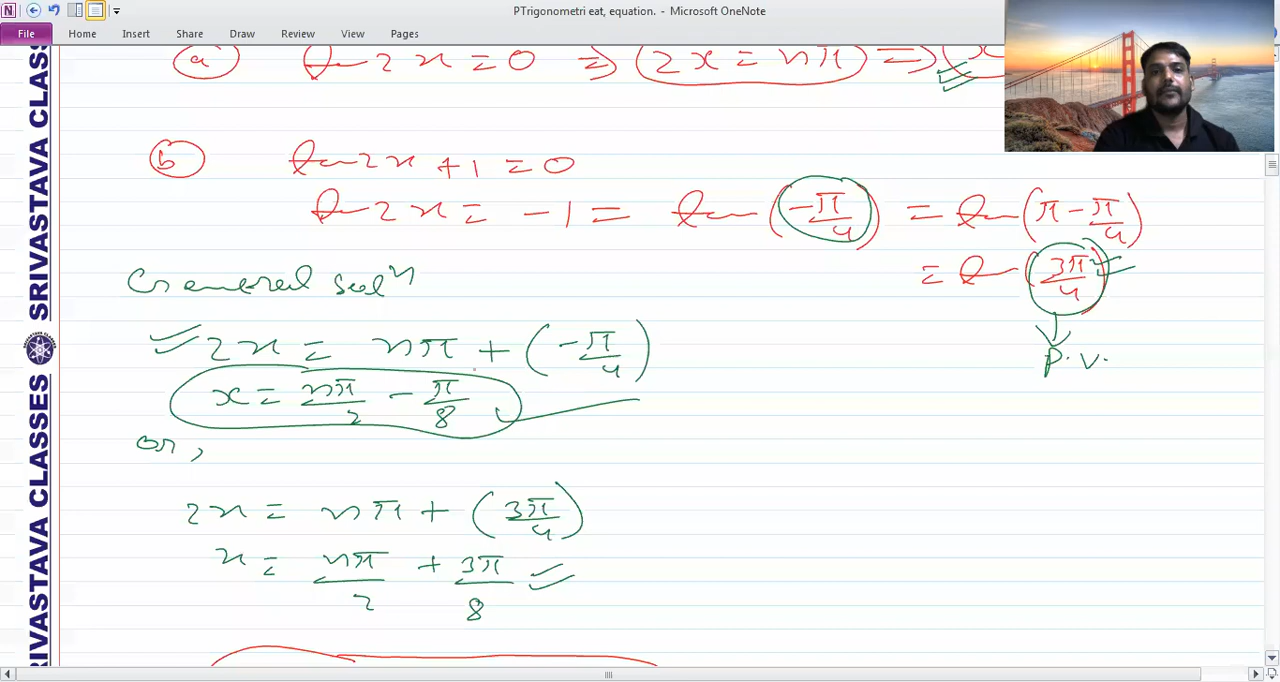 PTrigonometri eat, equation. - Microsoft OneNote
File Home Insert Share Draw Review View Pages
SRIVASTAVA CLASSES SRIVASTAVA CLASS
(a) tan 2x = 0 ⇒ (2x = nπ) ⇒ (x
(b) tan 2x + 1 = 0
tan 2x = -1 = tan (-π/4) = tan (π - π/4)
= tan (3π/4)
P.V.
General solⁿ
2x = nπ + (-π/4)
x = nπ/2 - π/8
or,
2x = nπ + (3π/4)
x = nπ/2 + 3π/8